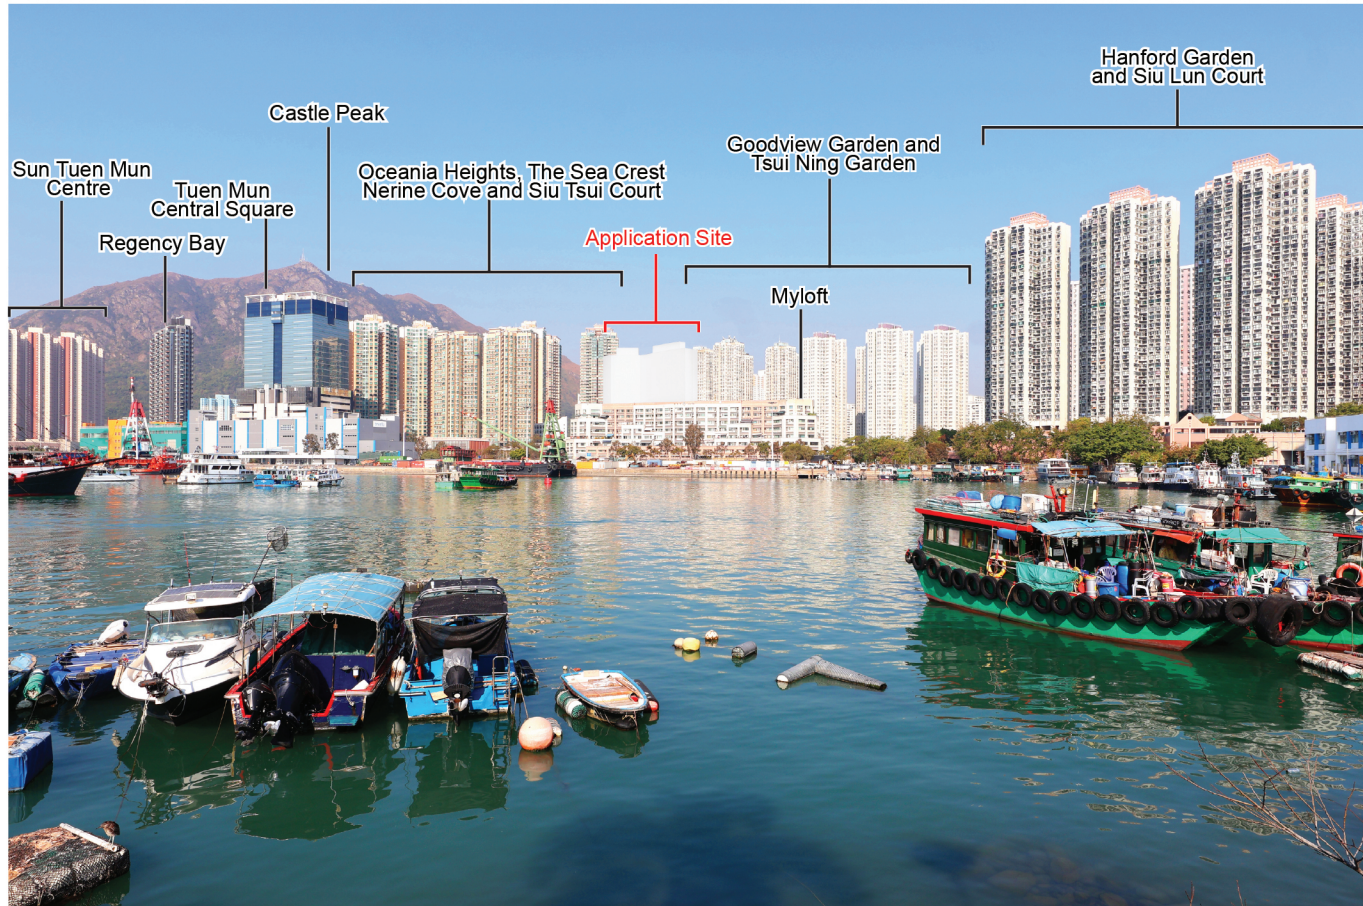 Hanford Garden
and Siu Lun Court
Castle Peak
Goodview Garden and
Tsui Ning Garden
Sun Tuen Mun
Centre
Oceania Heights, The Sea Crest
Nerine Cove and Siu Tsui Court
Tuen Mun
Central Square
Regency Bay
Application Site
Myloft